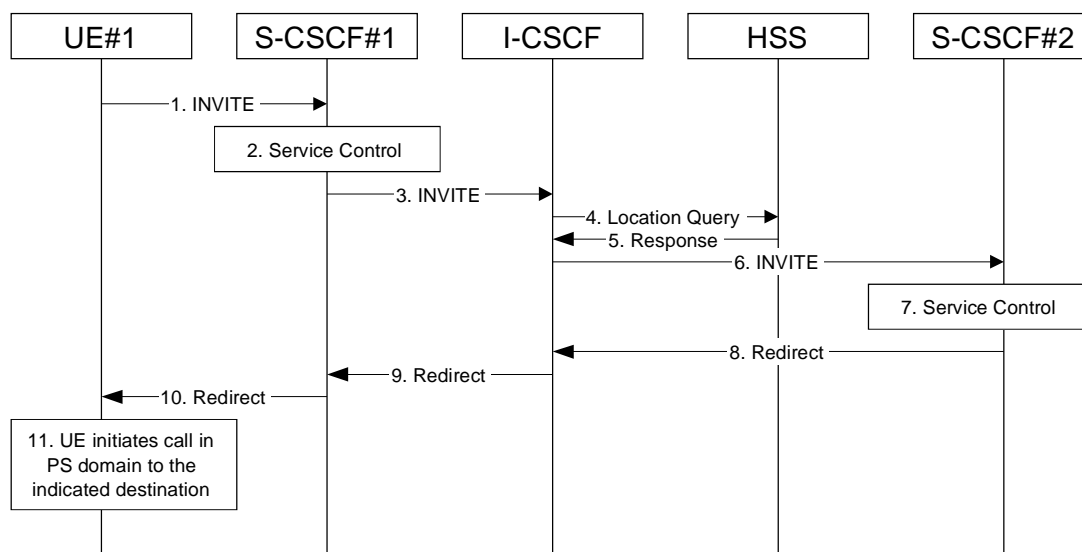 UE#1
S-CSCF#1
I-CSCF
HSS
S-CSCF#2
1. INVITE
2. Service Control
3. INVITE
4. Location Query
5. Response
6. INVITE
7. Service Control
8. Redirect
9. Redirect
10. Redirect
11. UE initiates call in
PS domain to the
indicated destination